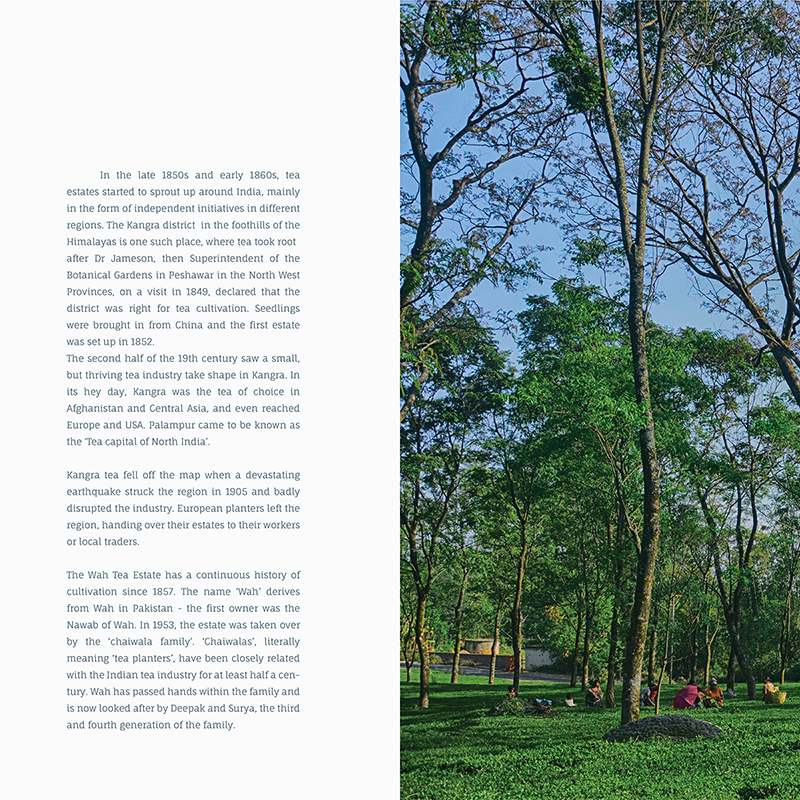 In the late 1850s and early 1860s, tea
estates started to sprout up around India, mainly
in the form of independent initiatives in different
regions. The Kangra district in the foothills of the
Himalayas is one such place, where tea took root
after Dr Jameson, then Superintendent of the
Botanical Gardens in Peshawar in the North West
Provinces, on a visit in 1849, declared that the
district was right for tea cultivation. Seedlings
were brought in from China and the first estate
was set up in 1852.
The second half of the 19th century saw a small,
but thriving tea industry take shape in Kangra. In
its hey day, Kangra was the tea of choice in
Afghanistan and Central Asia, and even reached
Europe and USA. Palampur came to be known as
the ‘Tea capital of North India’.
Kangra tea fell off the map when a devastating
earthquake struck the region in 1905 and badly
disrupted the industry. European planters left the
region, handing over their estates to their workers
or local traders.
The Wah Tea Estate has a continuous history of
cultivation since 1857. The name ‘Wah’ derives
from Wah in Pakistan - the first owner was the
Nawab of Wah. In 1953, the estate was taken over
by the ‘chaiwala family’. ‘Chaiwalas’, literally
meaning ‘tea planters’, have been closely related
with the Indian tea industry for at least half a cen-
tury. Wah has passed hands within the family and
is now looked after by Deepak and Surya, the third
and fourth generation of the family.